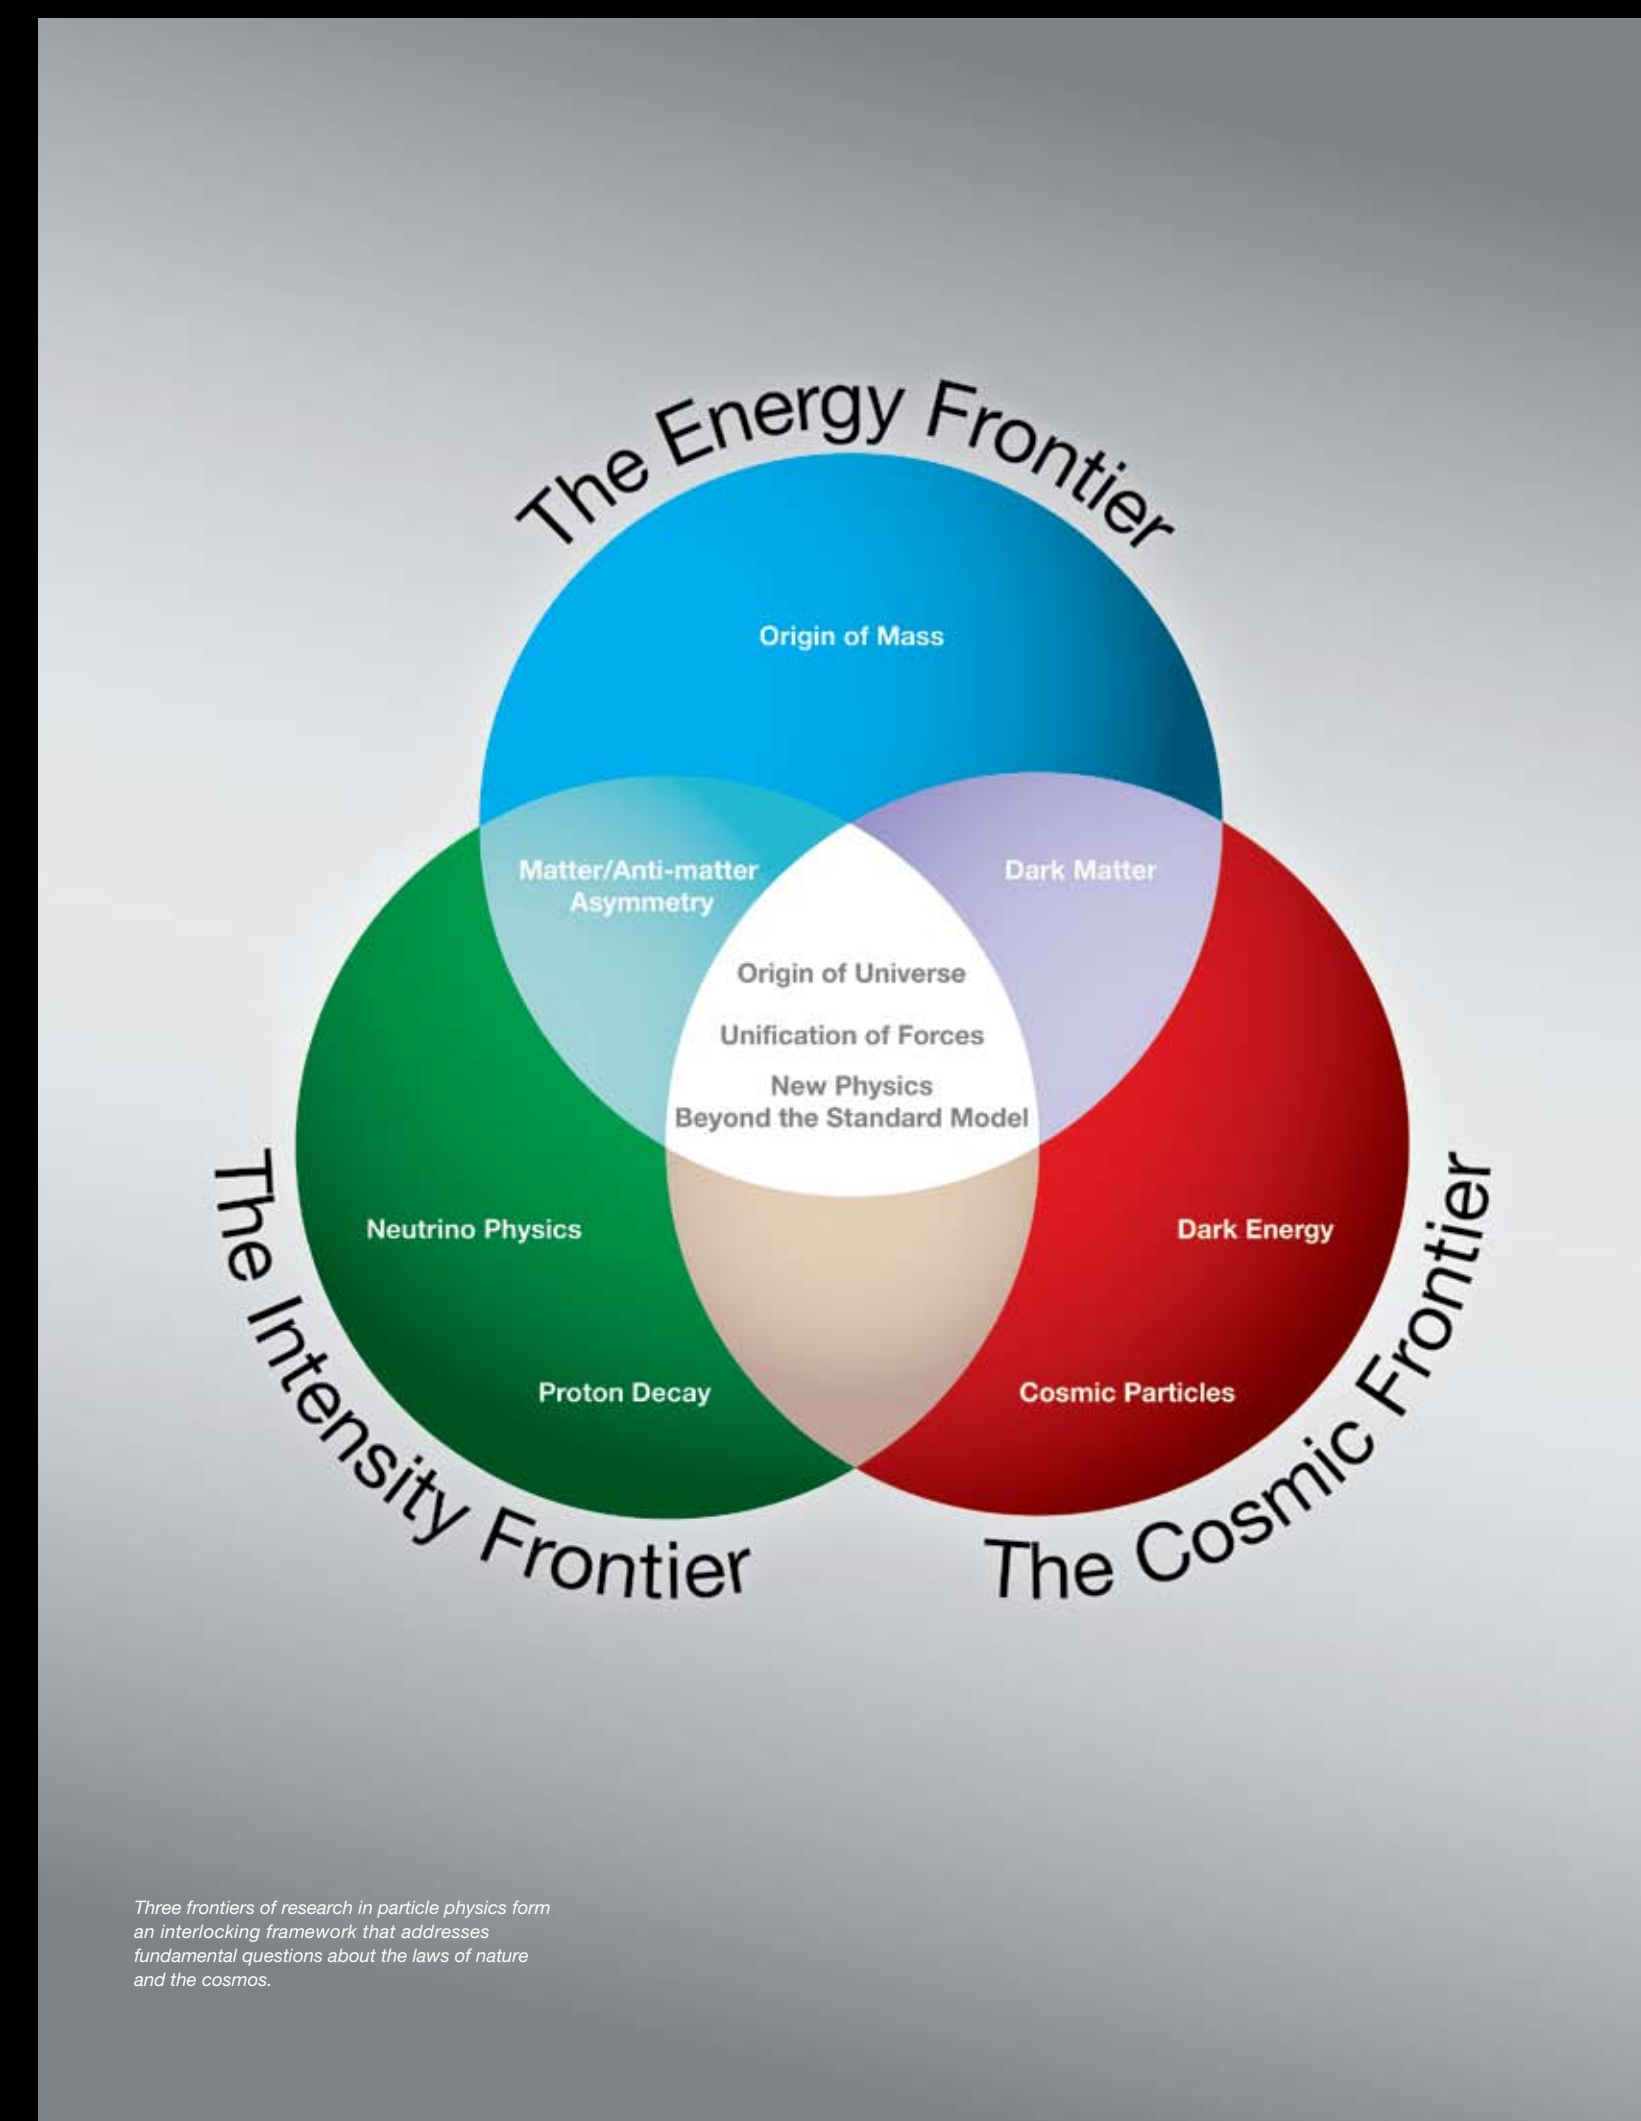 The Energy Frontier
Origin of Mass
Matter/Anti-matter
Asymmetry
Dark Matter
Origin of Universe
Unification of Forces
New Physics
Beyond the Standard Model
Neutrino Physics
Dark Energy
Proton Decay
Cosmic Particles
The Intensity Frontier
The Cosmic Frontier
Three frontiers of research in particle physics form
an interlocking framework that addresses
fundamental questions about the laws of nature
and the cosmos.